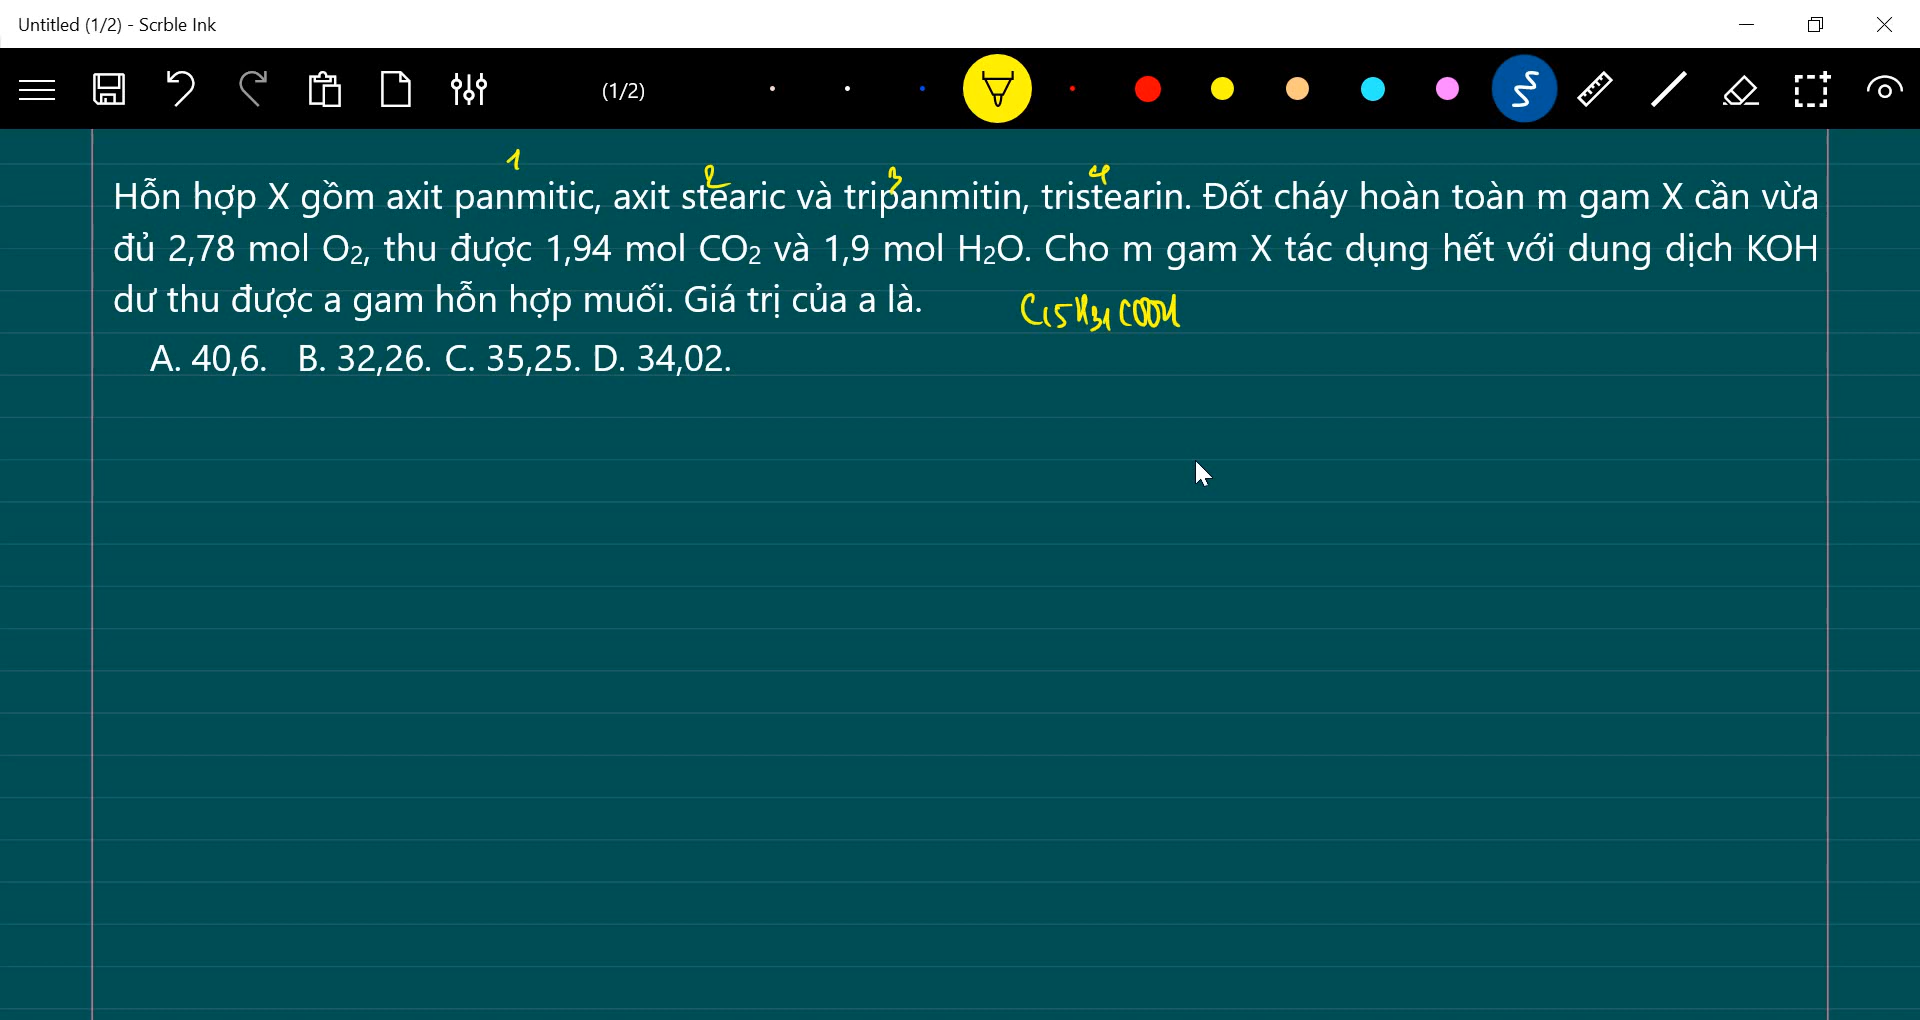 Untitled (1/2) - Scrble Ink
(1/2)
1 2 3 4
Hỗn hợp X gồm axit panmitic, axit stearic và tripanmitin, tristearin. Đốt cháy hoàn toàn m gam X cần vừa
đủ 2,78 mol O2, thu được 1,94 mol CO2 và 1,9 mol H2O. Cho m gam X tác dụng hết với dung dịch KOH
dư thu được a gam hỗn hợp muối. Giá trị của a là.
C15H31COOH
A. 40,6. B. 32,26. C. 35,25. D. 34,02.